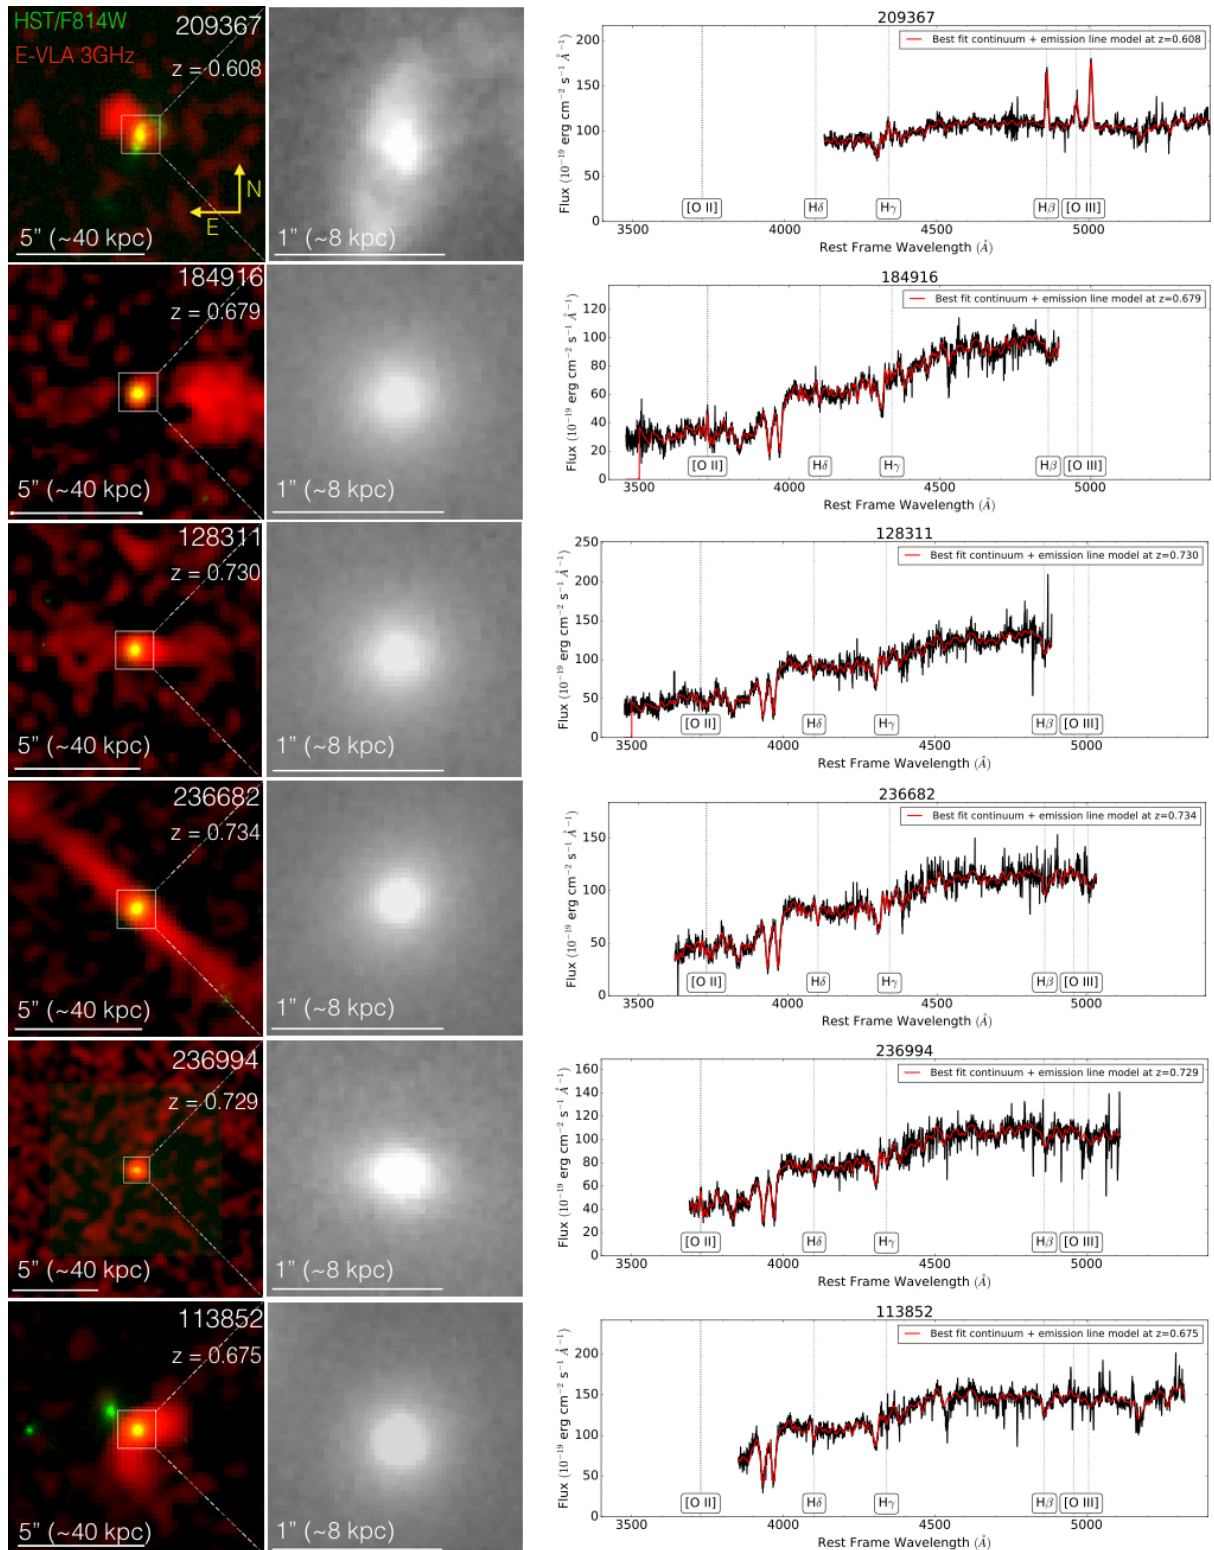 HST/F814W
E-VLA 3GHz
209367
z = 0.608
N
E
5” (~40 kpc)
1” (~8 kpc)
209367
Best fit continuum + emission line model at z=0.608
Flux (10⁻¹⁹ erg cm⁻² s⁻¹ Å⁻¹)
200
150
100
50
0
[O II]
Hδ
Hγ
Hβ
[O III]
3500
4000
4500
5000
Rest Frame Wavelength (Å)
184916
z = 0.679
5” (~40 kpc)
1” (~8 kpc)
184916
Best fit continuum + emission line model at z=0.679
Flux (10⁻¹⁹ erg cm⁻² s⁻¹ Å⁻¹)
120
100
80
60
40
20
0
[O II]
Hδ
Hγ
Hβ
[O III]
3500
4000
4500
5000
Rest Frame Wavelength (Å)
128311
z = 0.730
5” (~40 kpc)
1” (~8 kpc)
128311
Best fit continuum + emission line model at z=0.730
Flux (10⁻¹⁹ erg cm⁻² s⁻¹ Å⁻¹)
250
200
150
100
50
0
[O II]
Hδ
Hγ
Hβ
[O III]
3500
4000
4500
5000
Rest Frame Wavelength (Å)
236682
z = 0.734
5” (~40 kpc)
1” (~8 kpc)
236682
Best fit continuum + emission line model at z=0.734
Flux (10⁻¹⁹ erg cm⁻² s⁻¹ Å⁻¹)
150
100
50
0
[O II]
Hδ
Hγ
Hβ
[O III]
3500
4000
4500
5000
Rest Frame Wavelength (Å)
236994
z = 0.729
5” (~40 kpc)
1” (~8 kpc)
236994
Best fit continuum + emission line model at z=0.729
Flux (10⁻¹⁹ erg cm⁻² s⁻¹ Å⁻¹)
160
140
120
100
80
60
40
20
0
[O II]
Hδ
Hγ
Hβ
[O III]
3500
4000
4500
5000
Rest Frame Wavelength (Å)
113852
z = 0.675
5” (~40 kpc)
1” (~8 kpc)
113852
Best fit continuum + emission line model at z=0.675
Flux (10⁻¹⁹ erg cm⁻² s⁻¹ Å⁻¹)
200
150
100
50
0
[O II]
Hδ
Hγ
Hβ
[O III]
3500
4000
4500
5000
Rest Frame Wavelength (Å)